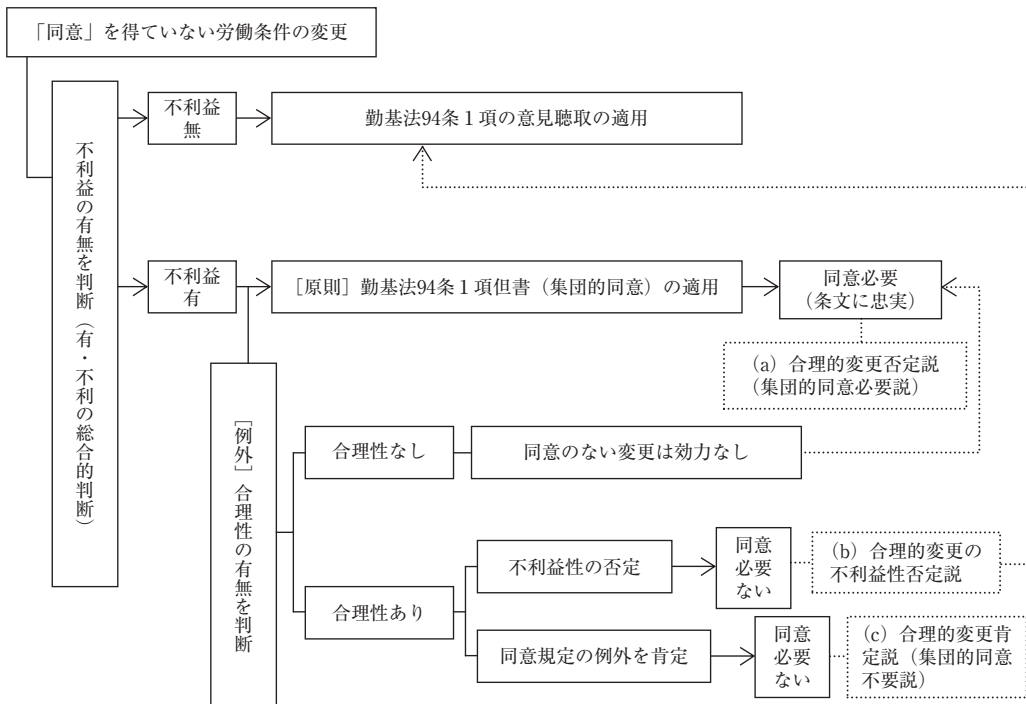 「同意」を得ていない労働条件の変更
不利益の有無を判断（有・不利の総合的判断）
不利益
無
勤基法94条１項の意見聴取の適用
不利益
有
［原則］勤基法94条１項但書（集団的同意）の適用
同意必要
（条文に忠実）
（a）合理的変更否定説
（集団的同意必要説）
［例外］合理性の有無を判断
合理性なし
同意のない変更は効力なし
合理性あり
不利益性の否定
同意
必要
ない
（b）合理的変更の
不利益性否定説
同意規定の例外を肯定
同意
必要
ない
（c）合理的変更肯
定説（集団的同意
不要説）